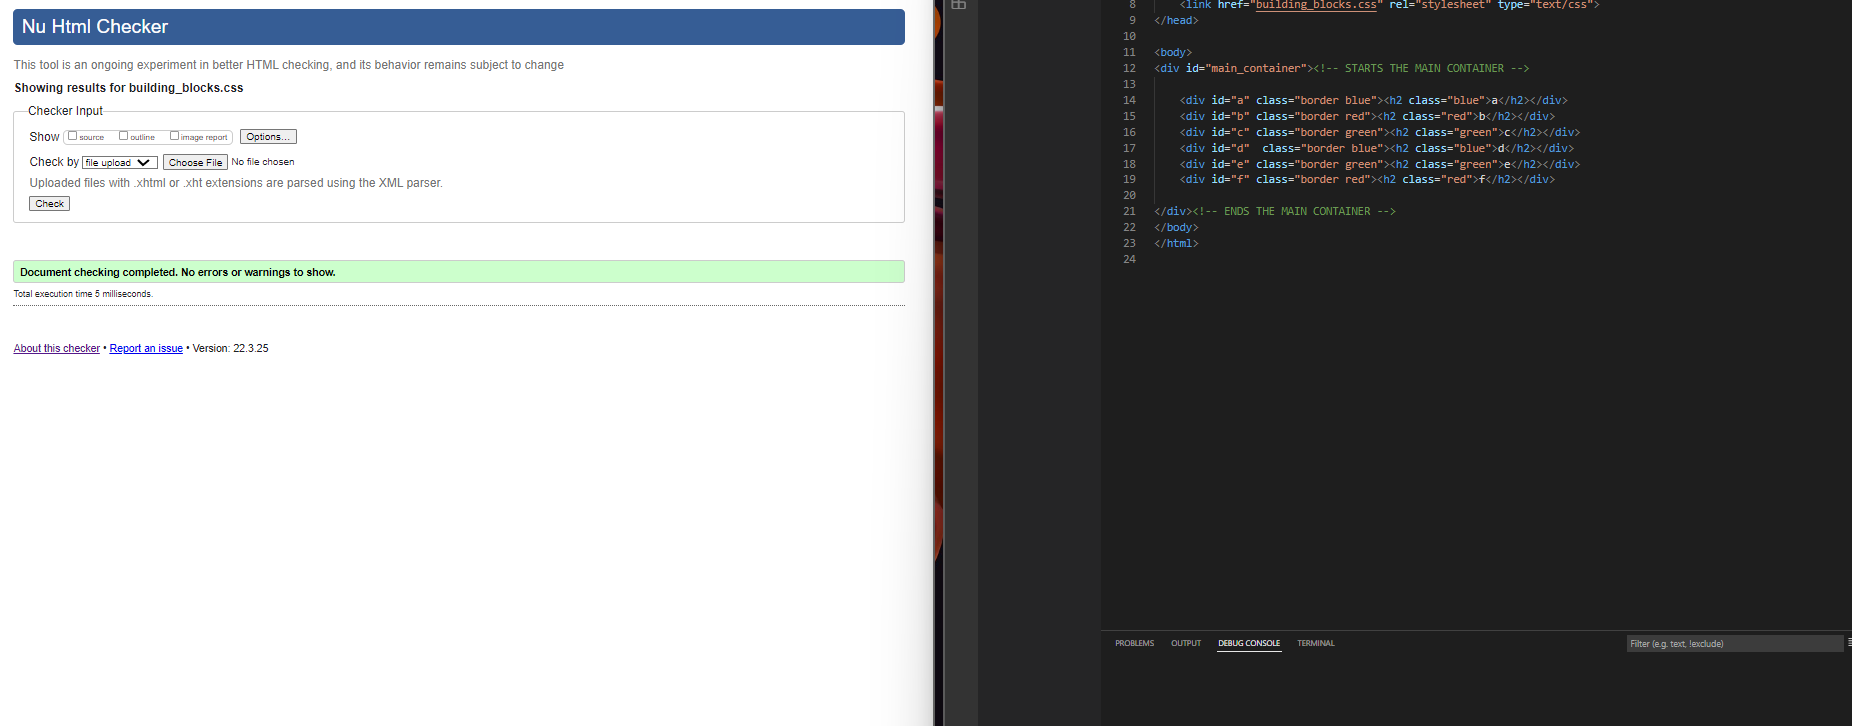 Nu Html Checker
This tool is an ongoing experiment in better HTML checking, and its behavior remains subject to change
Showing results for building_blocks.css
Checker Input
Show source outline image report Options...
Check by file upload Choose File No file chosen
Uploaded files with .xhtml or .xht extensions are parsed using the XML parser.
Check
Document checking completed. No errors or warnings to show.
Total execution time 5 milliseconds.
About this checker • Report an issue • Version: 22.3.25
8 <link href="building_blocks.css" rel="stylesheet" type="text/css">
9 </head>
10
11 <body>
12 <div id="main_container"><!-- STARTS THE MAIN CONTAINER -->
13
14 <div id="a" class="border blue"><h2 class="blue">a</h2></div>
15 <div id="b" class="border red"><h2 class="red">b</h2></div>
16 <div id="c" class="border green"><h2 class="green">c</h2></div>
17 <div id="d"  class="border blue"><h2 class="blue">d</h2></div>
18 <div id="e" class="border green"><h2 class="green">e</h2></div>
19 <div id="f" class="border red"><h2 class="red">f</h2></div>
20
21 </div><!-- ENDS THE MAIN CONTAINER -->
22 </body>
23 </html>
24
PROBLEMS OUTPUT DEBUG CONSOLE TERMINAL Filter (e.g. text, !exclude)